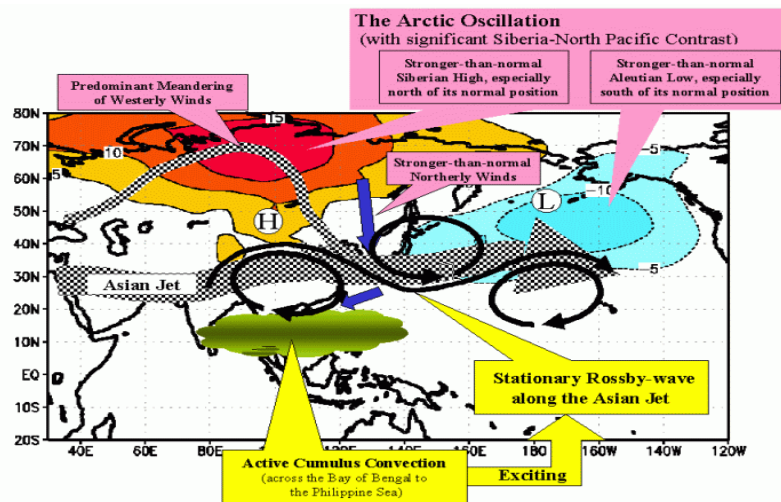 The Arctic Oscillation
(with significant Siberia-North Pacific Contrast)
Stronger-than-normal
Siberian High, especially
north of its normal position
Stronger-than-normal
Aleutian Low, especially
south of its normal position
Predominant Meandering
of Westerly Winds
Stronger-than-normal
Northerly Winds
80N
70N
60N
50N
40N
30N
20N
10N
EQ
10S
20S
15
10
5
-5
-10
-5
H
L
Asian Jet
40E
60E
80E
100E
120E
140E
160E
180
160W
140W
120W
Stationary Rossby-wave
along the Asian Jet
Active Cumulus Convection
(across the Bay of Bengal to
the Philippine Sea)
Exciting